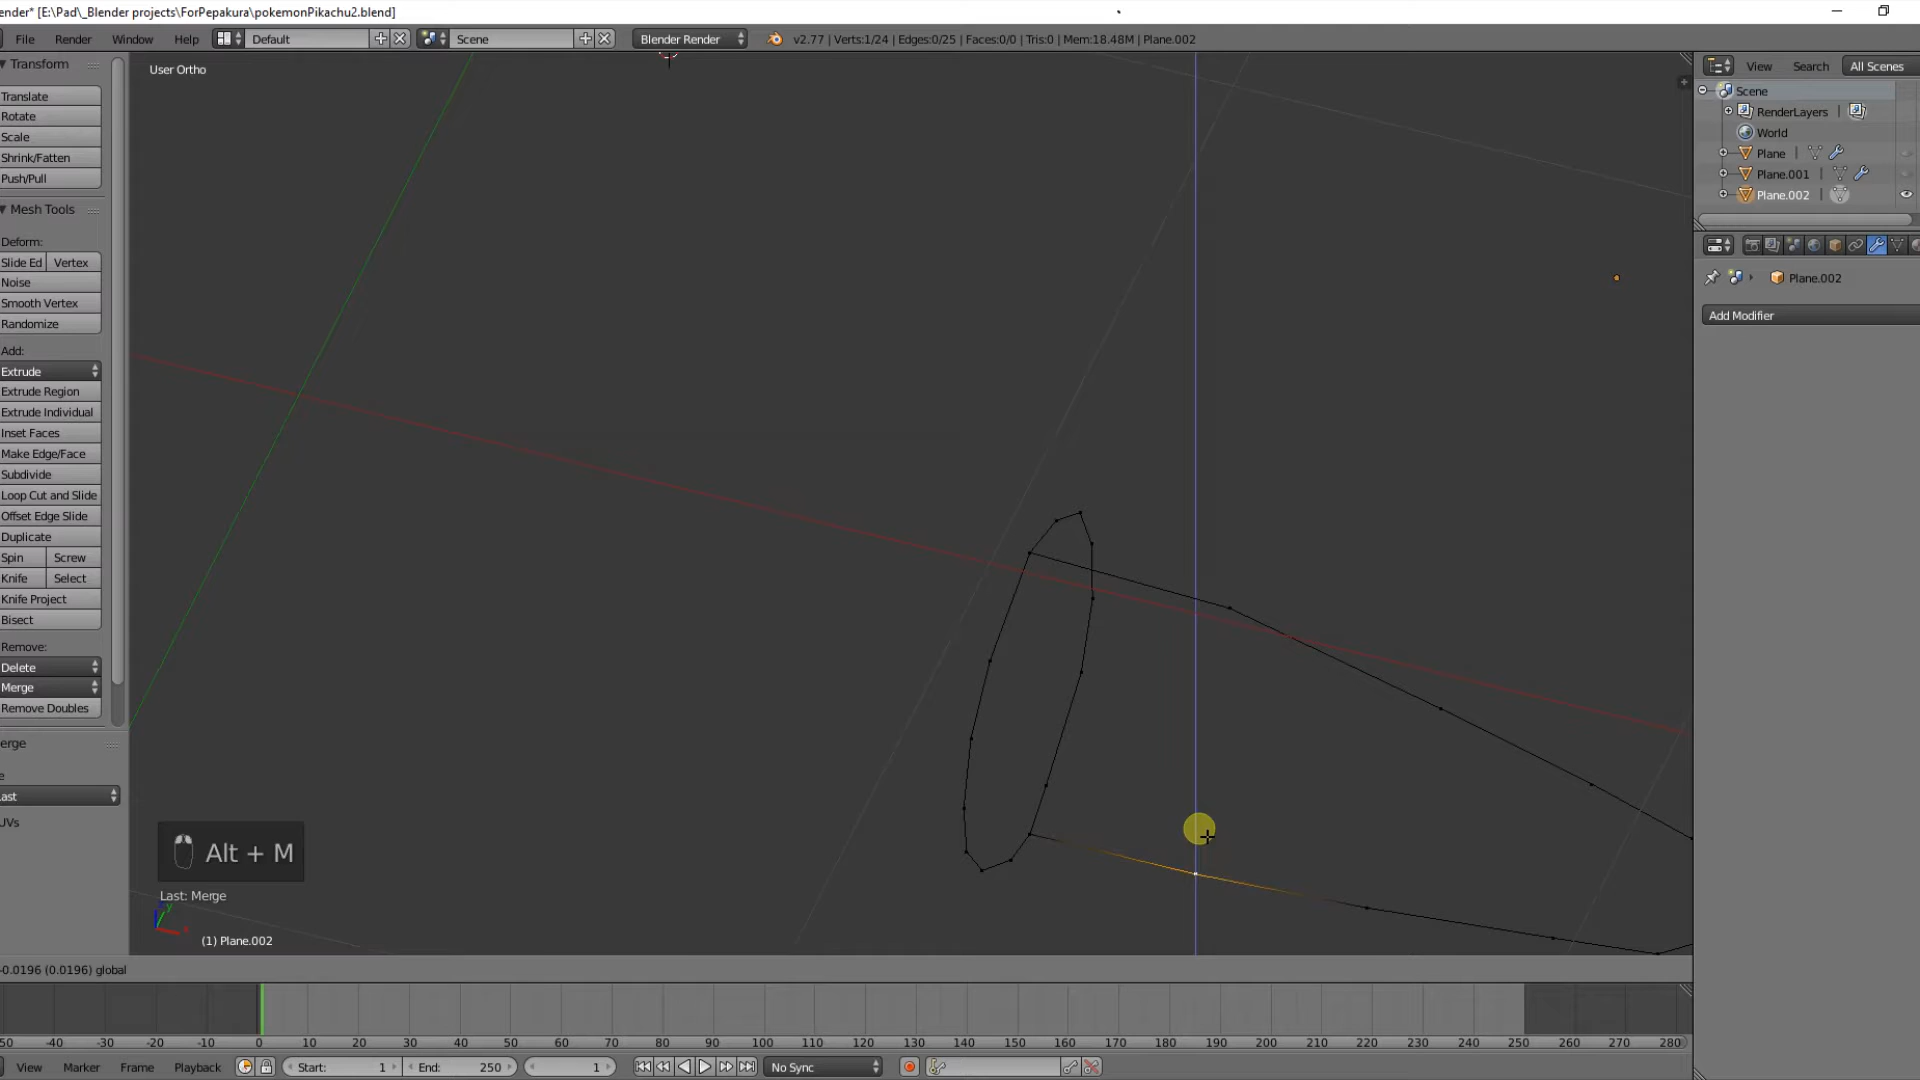 ender* [E:\Pad\_Blender projects\ForPepakura\pokemonPikachu2.blend]
File Render Window Help Default Scene Blender Render v2.77 | Verts:1/24 | Edges:0/25 | Faces:0/0 | Tris:0 | Mem:18.48M | Plane.002
Transform
Translate
Rotate
Scale
Shrink/Fatten
Push/Pull
Mesh Tools
Deform:
Slide Ed Vertex
Noise
Smooth Vertex
Randomize
Add:
Extrude
Extrude Region
Extrude Individual
Inset Faces
Make Edge/Face
Subdivide
Loop Cut and Slide
Offset Edge Slide
Duplicate
Spin Screw
Knife Select
Knife Project
Bisect
Remove:
Delete
Merge
Remove Doubles
erge
e
ast
UVs
User Ortho
Alt + M
Last: Merge
y
x
(1) Plane.002
View Search All Scenes
Scene
RenderLayers |
World
Plane |
Plane.001 |
Plane.002 |
Plane.002
Add Modifier
-0.0196 (0.0196) global
-50 -40 -30 -20 -10 0 10 20 30 40 50 60 70 80 90 100 110 120 130 140 150 160 170 180 190 200 210 220 230 240 250 260 270 280
View Marker Frame Playback Start: 1 End: 250 1 No Sync